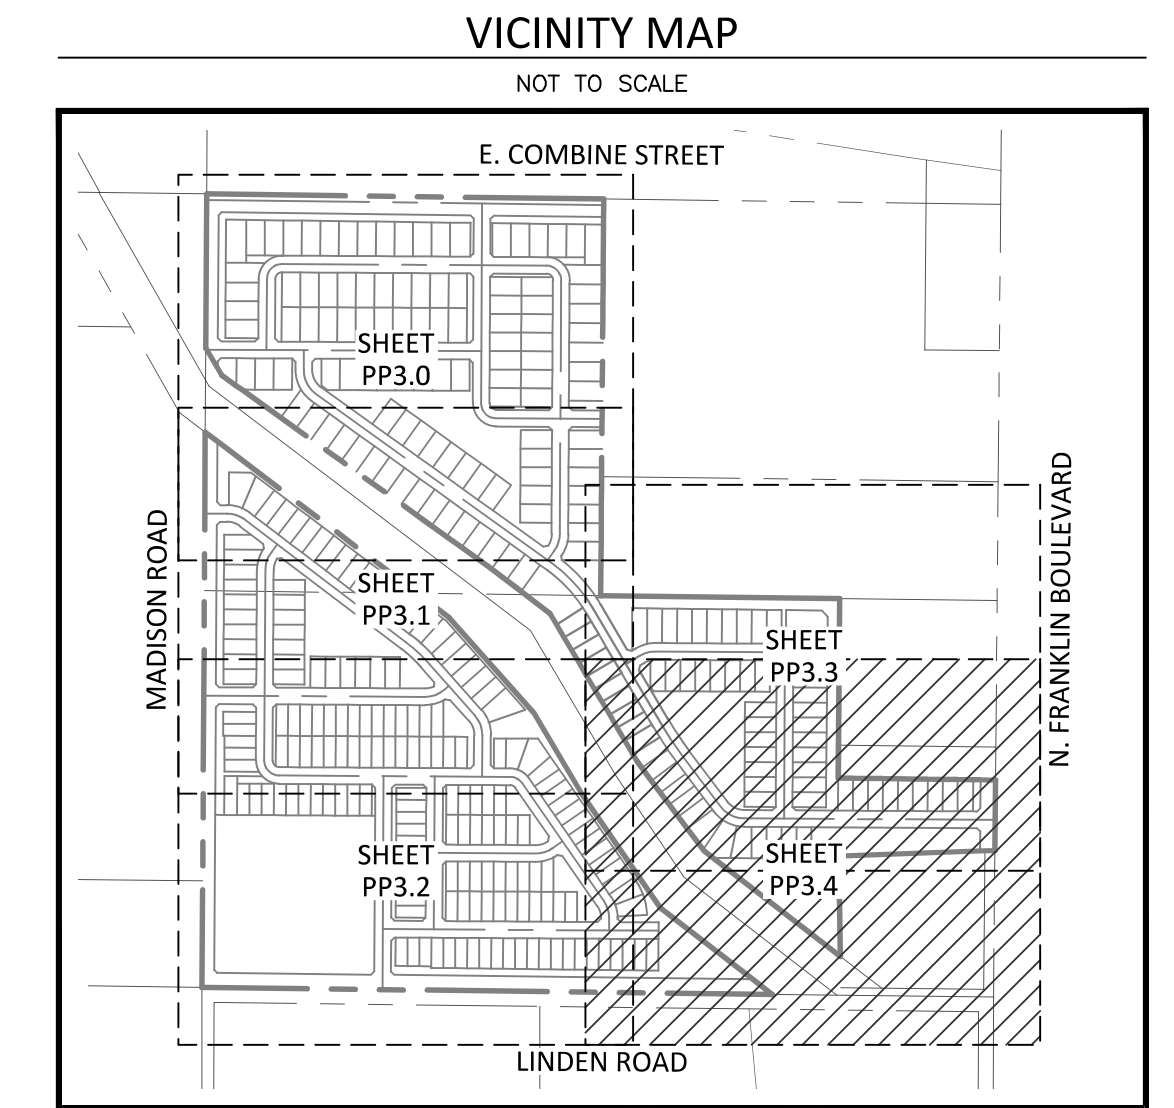 VICINITY MAP
NOT TO SCALE
E. COMBINE STREET
SHEET
PP3.0
MADISON ROAD
SHEET
PP3.1
N. FRANKLIN BOULEVARD
SHEET
PP3.3
SHEET
PP3.2
SHEET
PP3.4
LINDEN ROAD